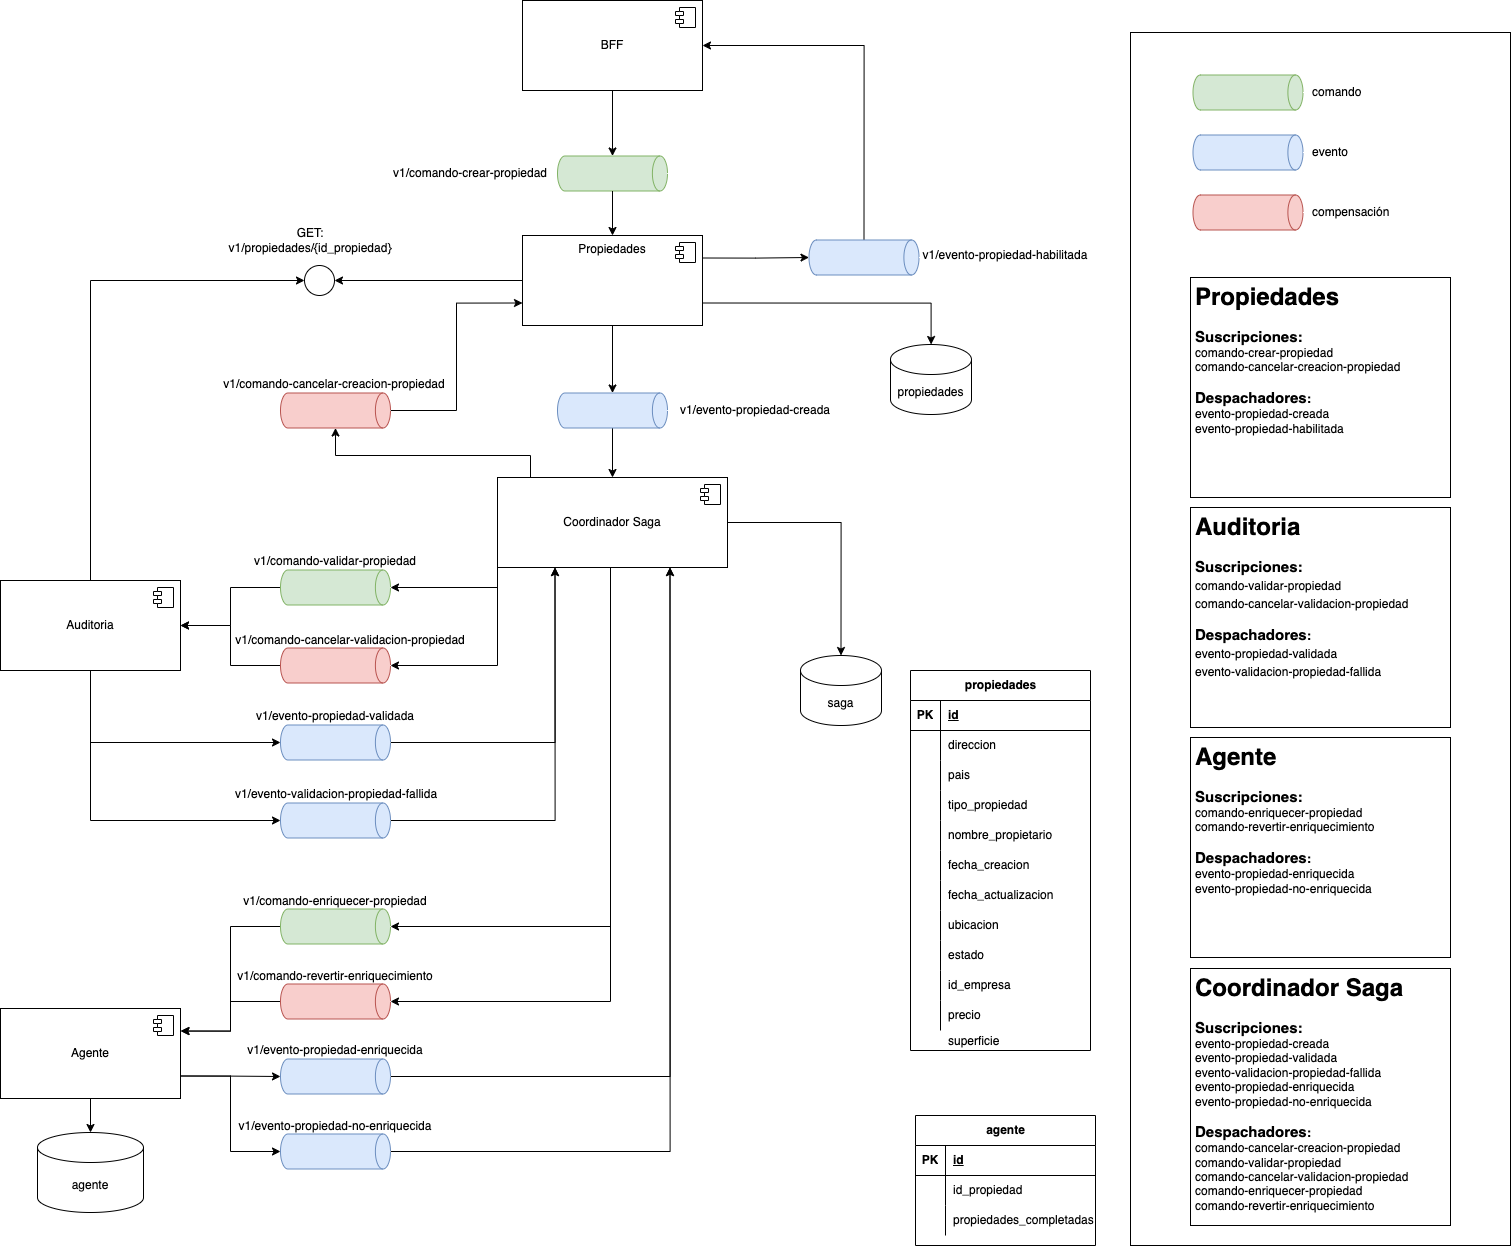 BFF
v1/comando-crear-propiedad
GET:
v1/propiedades/{id_propiedad}
Propiedades
v1/evento-propiedad-habilitada
v1/comando-cancelar-creacion-propiedad
v1/evento-propiedad-creada
propiedades
Coordinador Saga
v1/comando-validar-propiedad
Auditoria
v1/comando-cancelar-validacion-propiedad
v1/evento-propiedad-validada
v1/evento-validacion-propiedad-fallida
saga
v1/comando-enriquecer-propiedad
v1/comando-revertir-enriquecimiento
Agente
v1/evento-propiedad-enriquecida
v1/evento-propiedad-no-enriquecida
agente
propiedades
PK id
direccion
pais
tipo_propiedad
nombre_propietario
fecha_creacion
fecha_actualizacion
ubicacion
estado
id_empresa
precio
superficie
agente
PK id
id_propiedad
propiedades_completadas
comando
evento
compensación
Propiedades
Suscripciones:
comando-crear-propiedad
comando-cancelar-creacion-propiedad
Despachadores:
evento-propiedad-creada
evento-propiedad-habilitada
Auditoria
Suscripciones:
comando-validar-propiedad
comando-cancelar-validacion-propiedad
Despachadores:
evento-propiedad-validada
evento-validacion-propiedad-fallida
Agente
Suscripciones:
comando-enriquecer-propiedad
comando-revertir-enriquecimiento
Despachadores:
evento-propiedad-enriquecida
evento-propiedad-no-enriquecida
Coordinador Saga
Suscripciones:
evento-propiedad-creada
evento-propiedad-validada
evento-validacion-propiedad-fallida
evento-propiedad-enriquecida
evento-propiedad-no-enriquecida
Despachadores:
comando-cancelar-creacion-propiedad
comando-validar-propiedad
comando-cancelar-validacion-propiedad
comando-enriquecer-propiedad
comando-revertir-enriquecimiento